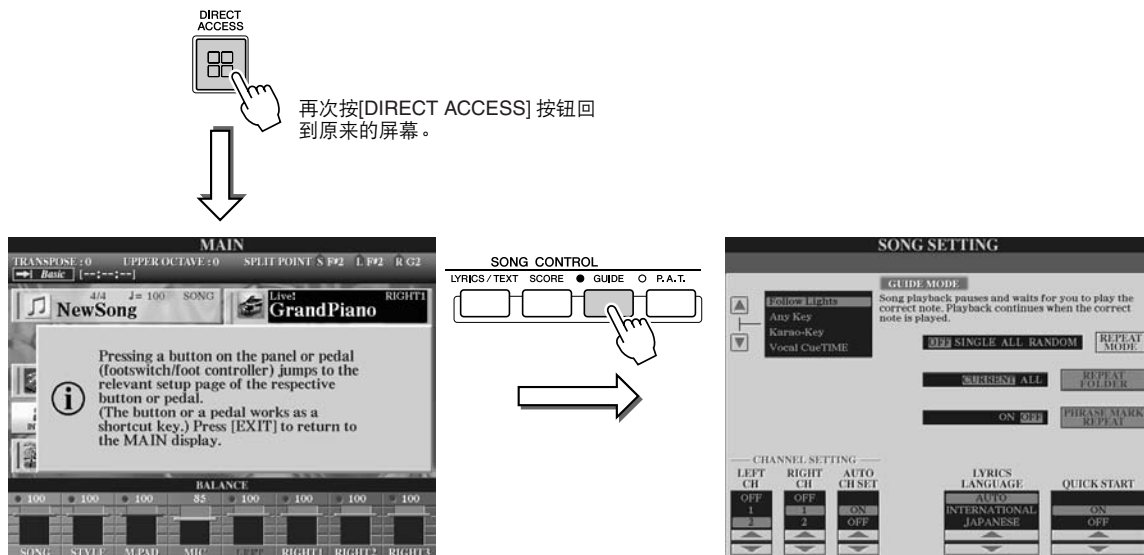 DIRECT
ACCESS
再次按[DIRECT ACCESS] 按钮回
到原来的屏幕。
MAIN
TRANSPOSE : 0 UPPER OCTAVE : 0 SPLIT POINT S F#2 L F#2 R G2
Basic [--:--:--]
4/4 ♩= 100 SONG
NewSong
Live! RIGHT1
GrandPiano
Pressing a button on the panel or pedal
(footswitch/foot controller) jumps to the
relevant setup page of the respective
button or pedal.
(The button or a pedal works as a
shortcut key.) Press [EXIT] to return to
the MAIN display.
BALANCE
100 100 100 85 100 100 100 100
SONG STYLE M.PAD MIC LEFT RIGHT1 RIGHT2 RIGHT3
SONG CONTROL
LYRICS / TEXT SCORE ● GUIDE ○ P.A.T.
SONG SETTING
GUIDE MODE
Follow Lights
Any Key
Karao-Key
Vocal CueTIME
Song playback pauses and waits for you to play the
correct note. Playback continues when the correct
note is played.
OFF SINGLE ALL RANDOM
REPEAT
MODE
CURRENT ALL
REPEAT
FOLDER
ON OFF
PHRASE MARK
REPEAT
CHANNEL SETTING
LEFT
CH
RIGHT
CH
AUTO
CH SET
LYRICS
LANGUAGE
QUICK START
OFF
1
2
OFF
1
2
ON
OFF
AUTO
INTERNATIONAL
JAPANESE
ON
OFF